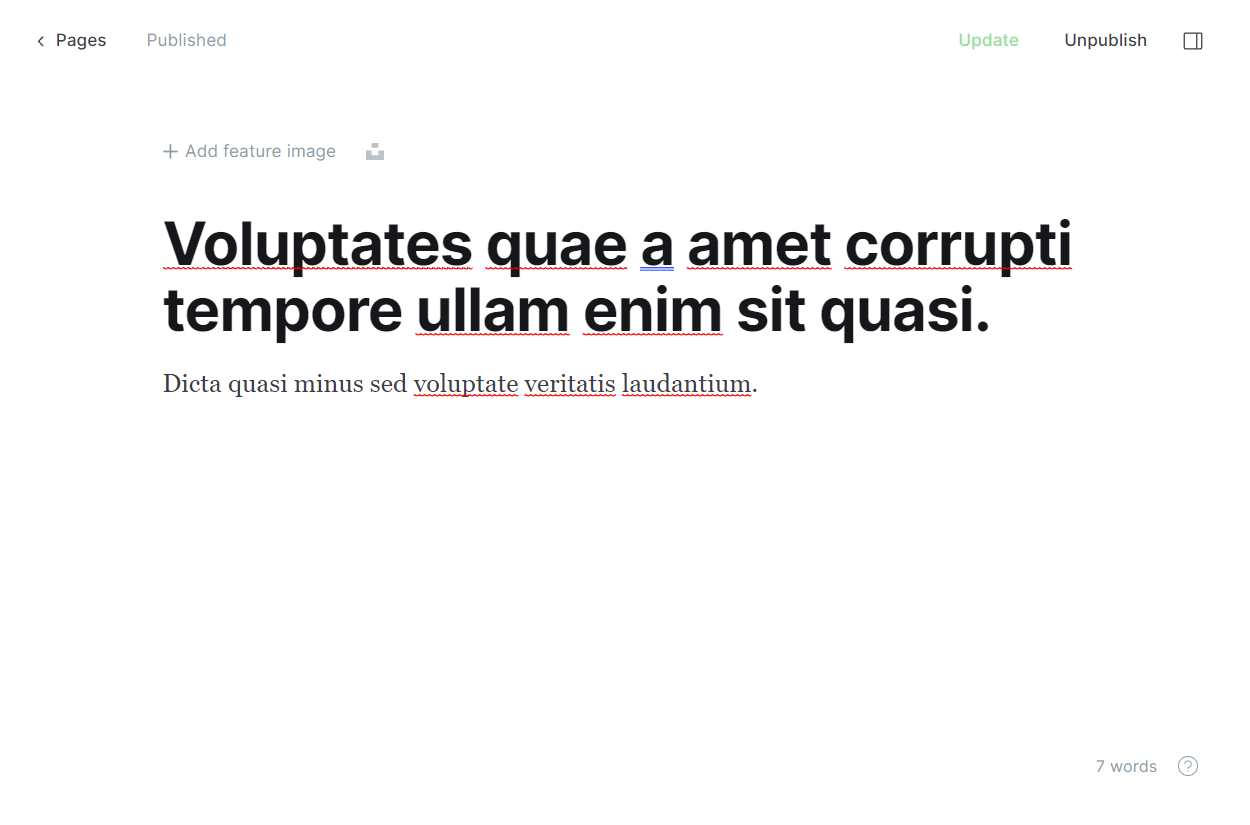 Pages Published Update Unpublish
Add feature image
Voluptates quae a amet corrupti
tempore ullam enim sit quasi.
Dicta quasi minus sed voluptate veritatis laudantium.
7 words ?